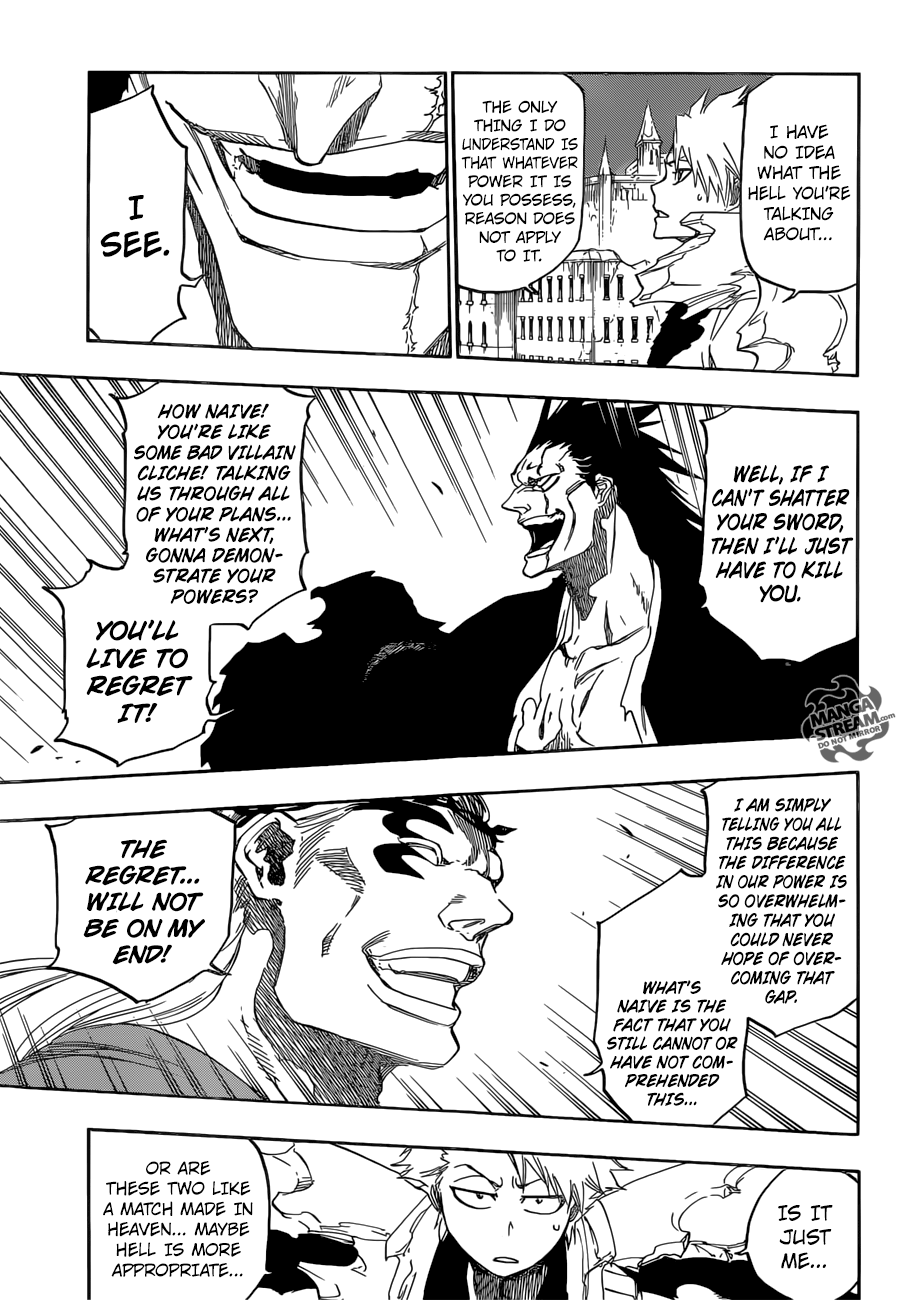 I HAVE
NO IDEA
WHAT THE
HELL YOU'RE
TALKING
ABOUT...
THE ONLY
THING I DO
UNDERSTAND IS
THAT WHATEVER
POWER IT IS
YOU POSSESS,
REASON DOES
NOT APPLY
TO IT.
I
SEE.
WELL, IF I
CAN'T SHATTER
YOUR SWORD,
THEN I'LL JUST
HAVE TO KILL
YOU.
HOW NAIVE!
YOU'RE LIKE
SOME BAD VILLAIN
CLICHE! TALKING
US THROUGH ALL
OF YOUR PLANS...
WHAT'S NEXT,
GONNA DEMON-
STRATE YOUR
POWERS?
YOU'LL
LIVE TO
REGRET
IT!
MANGA
STREAM.com
DO NOT MIRROR!
I AM SIMPLY
TELLING YOU ALL
THIS BECAUSE
THE DIFFERENCE
IN OUR POWER IS
SO OVERWHELM-
ING THAT YOU
COULD NEVER
HOPE OF OVER-
COMING THAT
GAP.
WHAT'S
NAIVE IS THE
FACT THAT YOU
STILL CANNOT OR
HAVE NOT COM-
PREHENDED
THIS...
THE
REGRET...
WILL NOT
BE ON MY
END!
IS IT
JUST
ME...
OR ARE
THESE TWO LIKE
A MATCH MADE IN
HEAVEN... MAYBE
HELL IS MORE
APPROPRIATE...